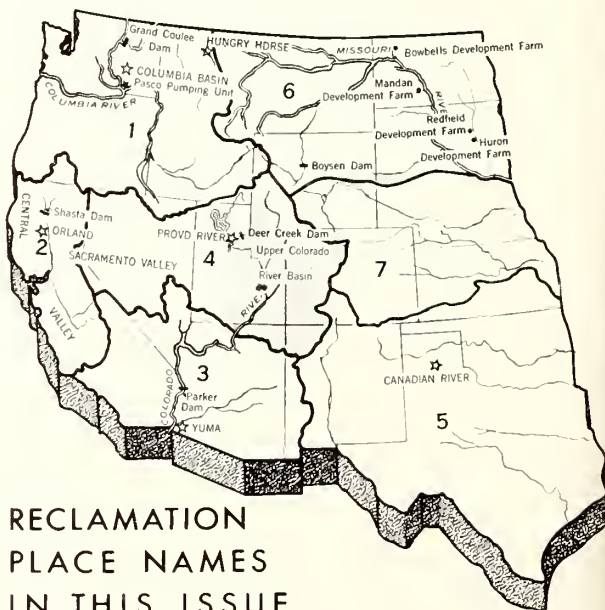 Grand Coulee
Dam
HUNGRY HORSE
MISSOURI
Bowbells Development Farm
COLUMBIA BASIN
Pasco Pumping Unit
COLUMBIA RIVER
1
6
Mandan
Development Farm
RIVER
Redfield
Development Farm
Huron
Development Farm
Boysen Dam
CENTRAL
VALLEY
2
Shasta Dam
ORLAND
SACRAMENTO VALLEY
PROVO RIVER
4
Deer Creek Dam
Upper Colorado
River Basin
RIVER
COLORADO
7
3
Parker
Dam
YUMA
CANADIAN RIVER
5
RECLAMATION
PLACE NAMES
IN THIS ISSUE